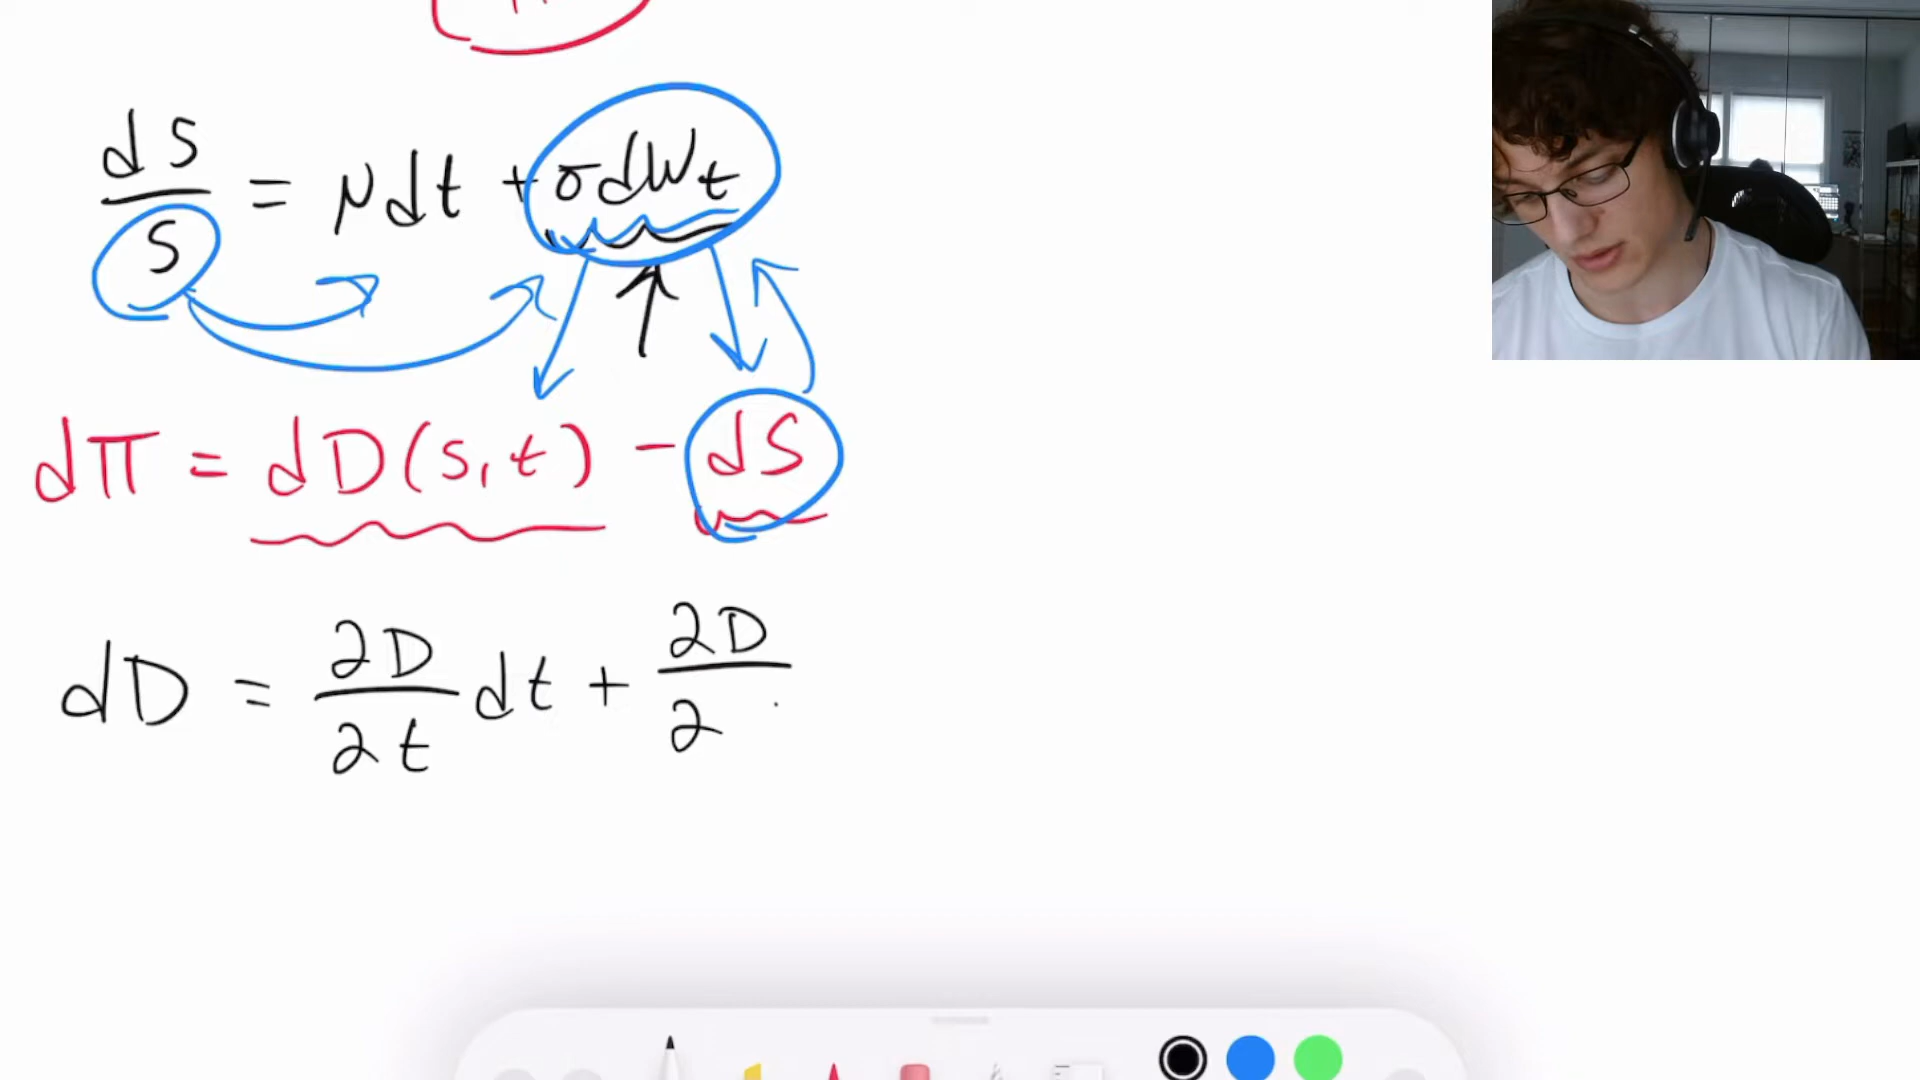 dS/S = μdt + σdW_t
dΠ = dD(S,t) - dS
dD = ∂D/∂t dt + ∂D/∂